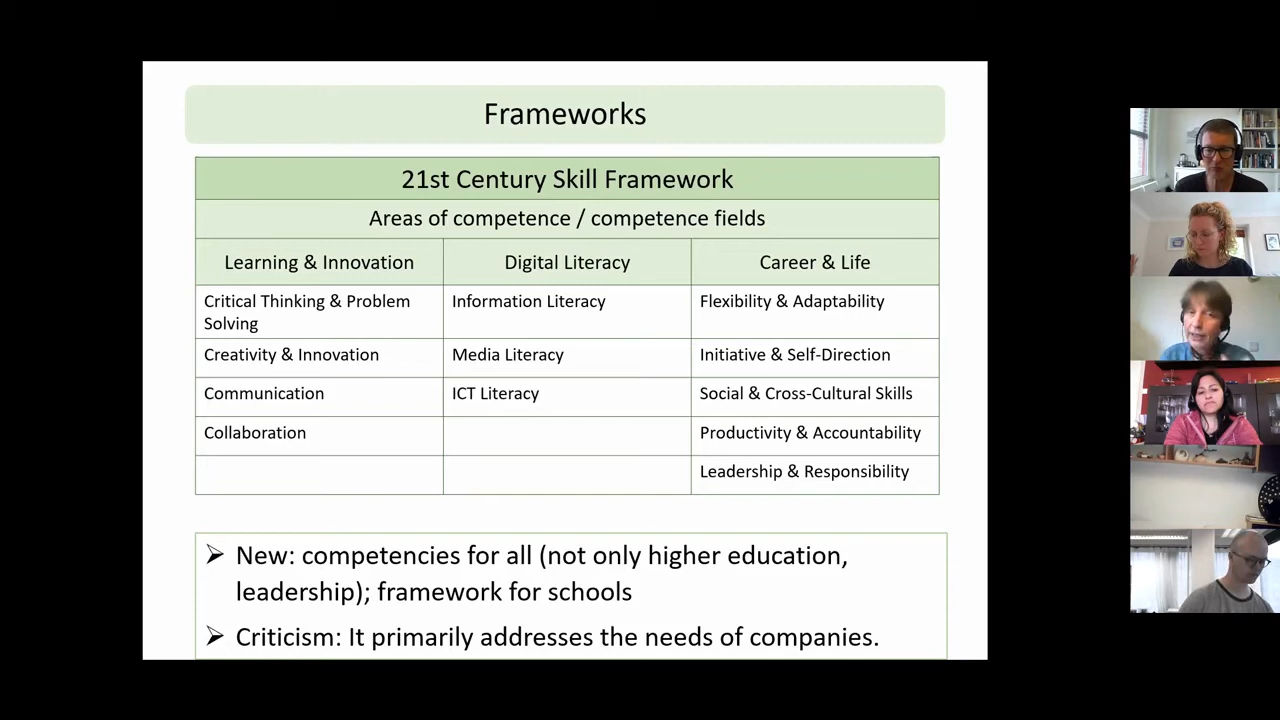 Frameworks
21st Century Skill Framework
Areas of competence / competence fields
Learning & Innovation
Digital Literacy
Career & Life
Critical Thinking & Problem
Solving
Information Literacy
Flexibility & Adaptability
Creativity & Innovation
Media Literacy
Initiative & Self-Direction
Communication
ICT Literacy
Social & Cross-Cultural Skills
Collaboration
Productivity & Accountability
Leadership & Responsibility
➢ New: competencies for all (not only higher education,
leadership); framework for schools
➢ Criticism: It primarily addresses the needs of companies.